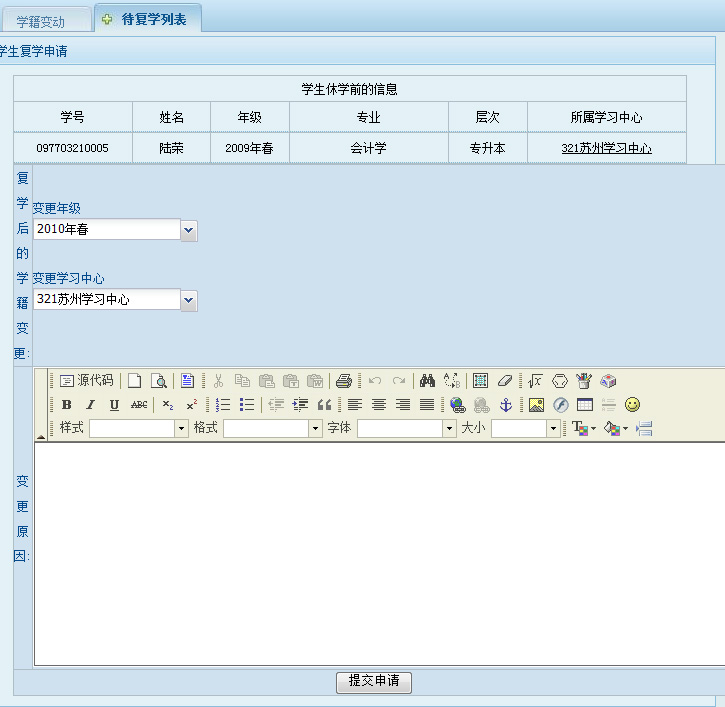 学籍变动
待复学列表
学生复学申请
学生休学前的信息
学号 姓名 年级 专业 层次 所属学习中心
097703210005 陆荣 2009年春 会计学 专升本 321苏州学习中心
复学后的学籍变更:
变更年级
2010年春
变更学习中心
321苏州学习中心
变更原因:
源代码
B I U ABC x₂ x²
样式 格式 字体 大小
提交申请